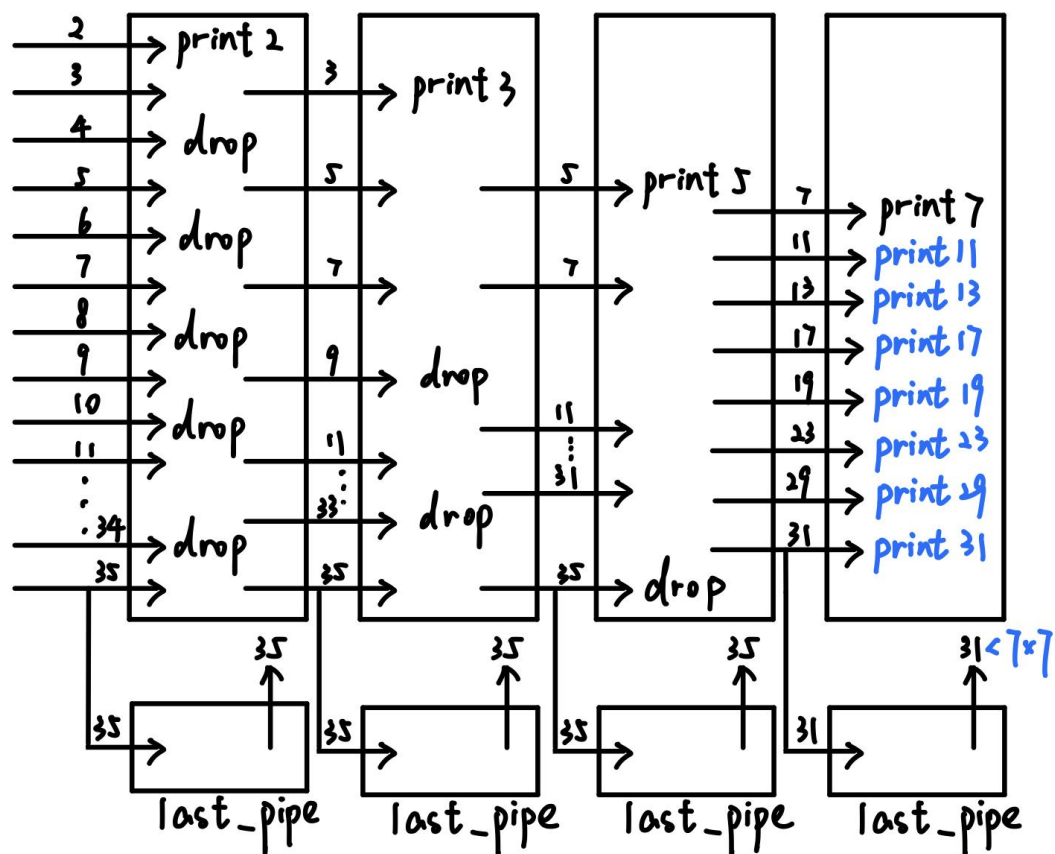 2 print 2
3 3 print 3
4 drop
5 5 5 print 5
6 drop
7 7 7
7 print 7
11 print 11
8 drop
13 print 13
9 9 drop
17 print 17
10 drop
11 11 11
19 print 19
23 print 23
31
33 drop
29 print 29
34 drop
31 print 31
35 35 35 drop
35 35 35 31<7×7
35 35 35 31
last_pipe last_pipe last_pipe last_pipe